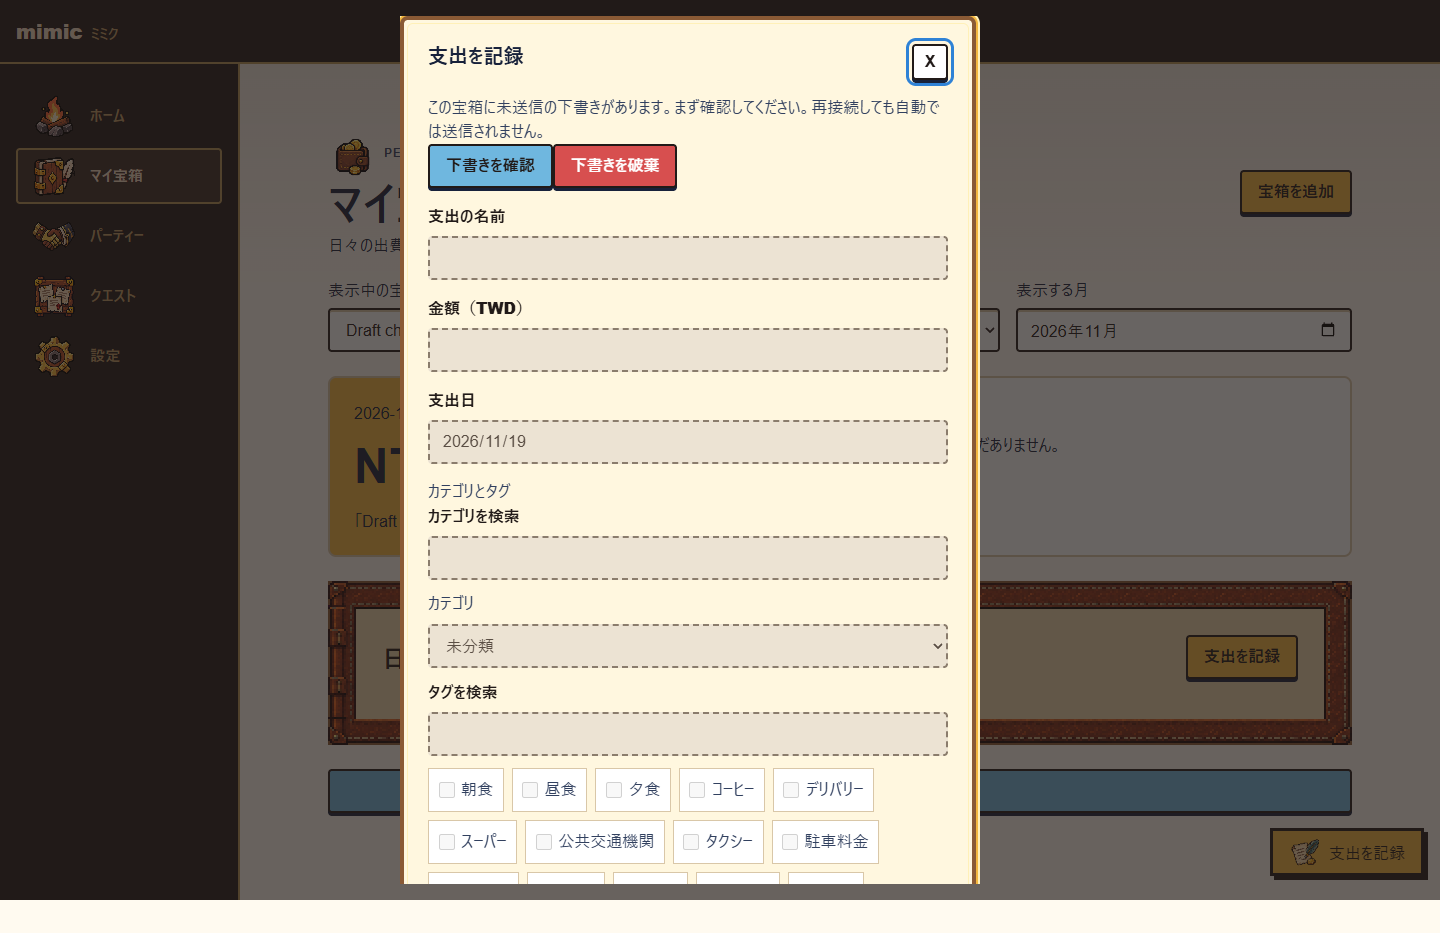 mimic ミミク
ホーム
マイ宝箱
パーティー
クエスト
設定
マイ
日々の出費
表示中の宝
Draft ch
2026-1
NT
「Draft
宝箱を追加
表示する月
2026年11月
だありません。
支出を記録
支出を記録
支出を記録
X
この宝箱に未送信の下書きがあります。まず確認してください。再接続しても自動で
は送信されません。
下書きを確認 下書きを破棄
支出の名前
金額（TWD）
支出日
2026/11/19
カテゴリとタグ
カテゴリを検索
カテゴリ
未分類
タグを検索
朝食 昼食 夕食 コーヒー デリバリー
スーパー 公共交通機関 タクシー 駐車料金